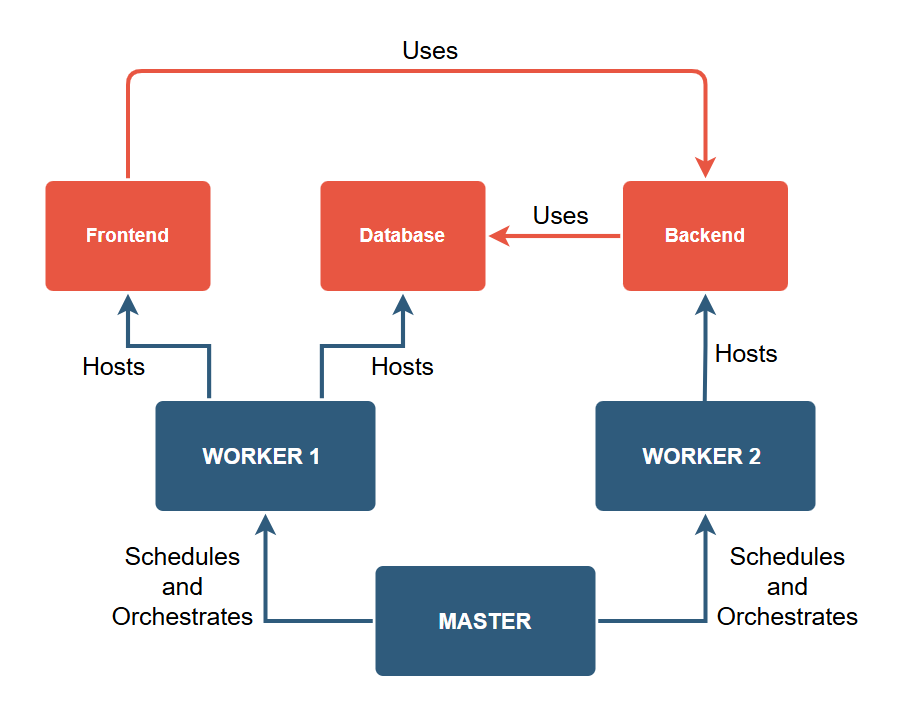 Uses
Frontend
Database
Uses
Backend
Hosts
Hosts
Hosts
WORKER 1
WORKER 2
Schedules
and
Orchestrates
MASTER
Schedules
and
Orchestrates